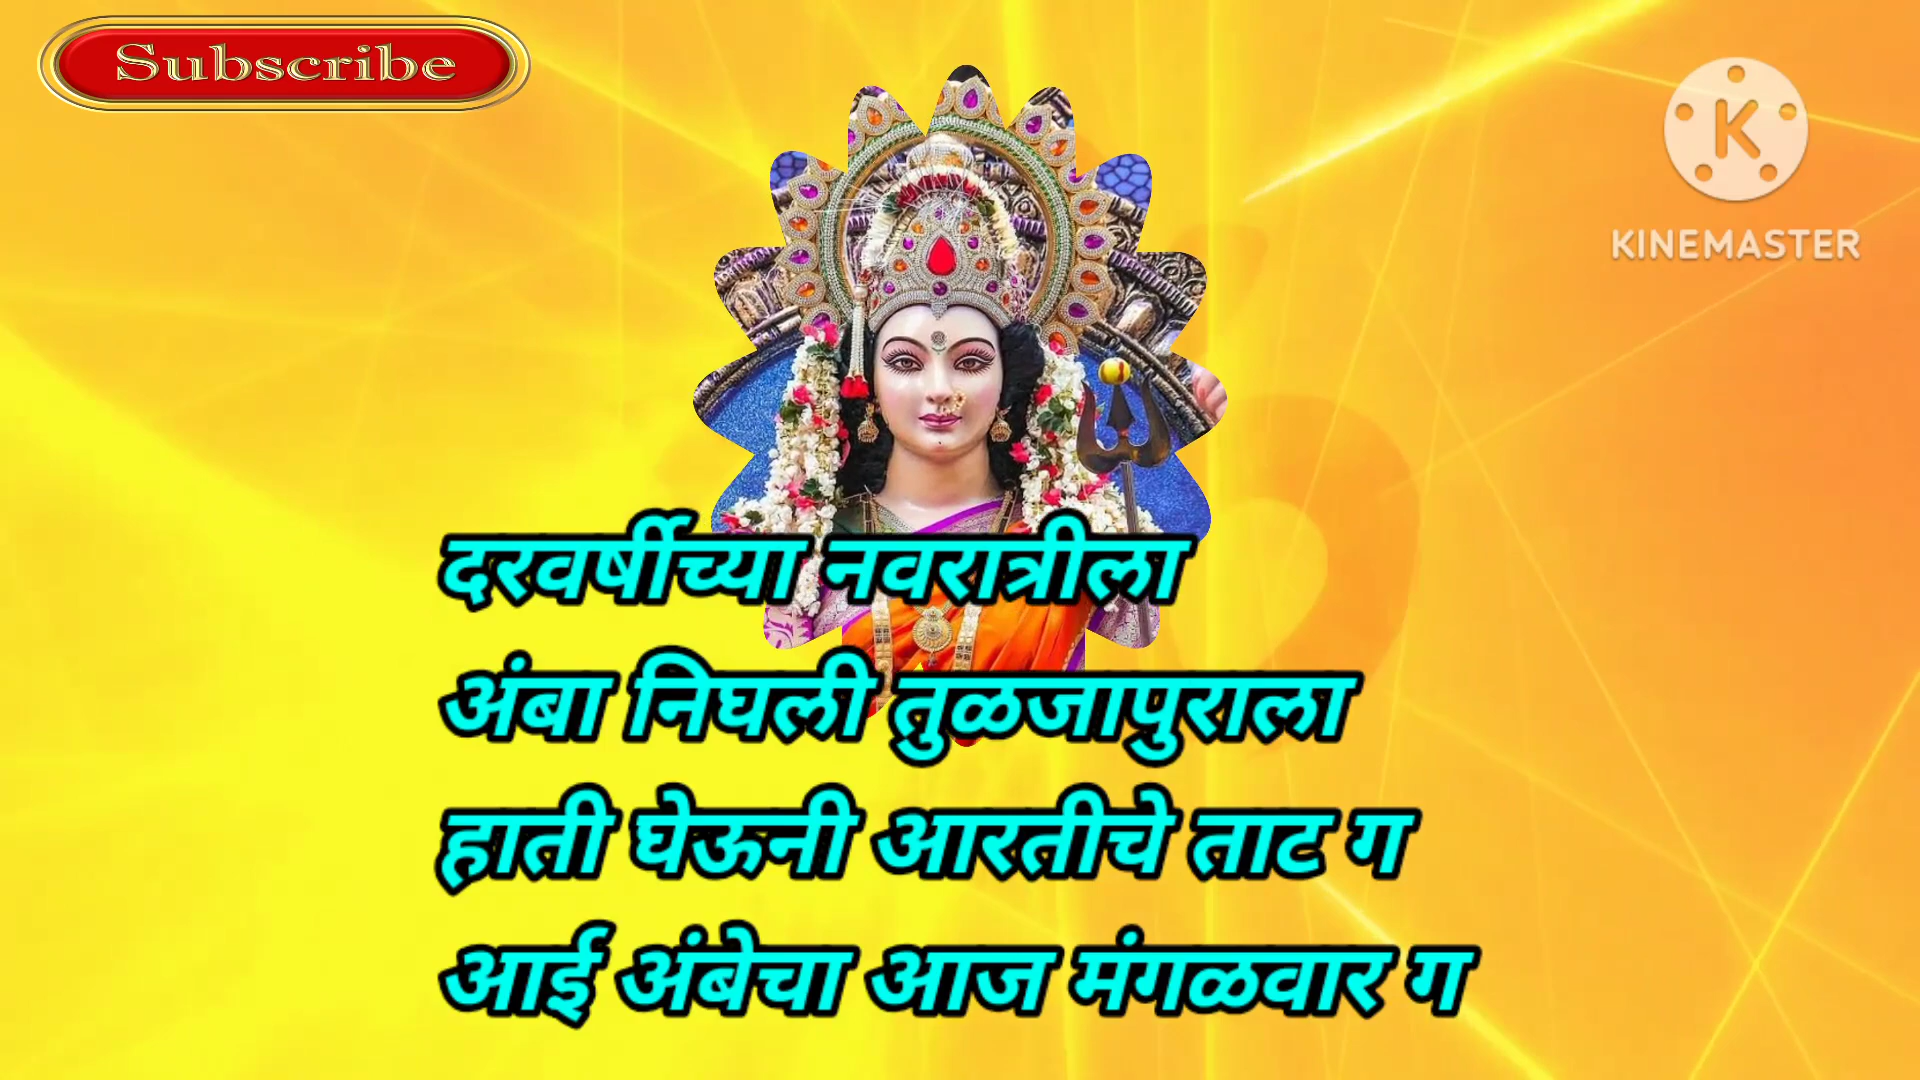 Subscribe
KINEMASTER
दरवर्षीच्या नवरात्रीला
अंबा निघली तुळजापुराला
हाती घेऊनी आरतीचे ताट ग
आई अंबेचा आज मंगळवार ग